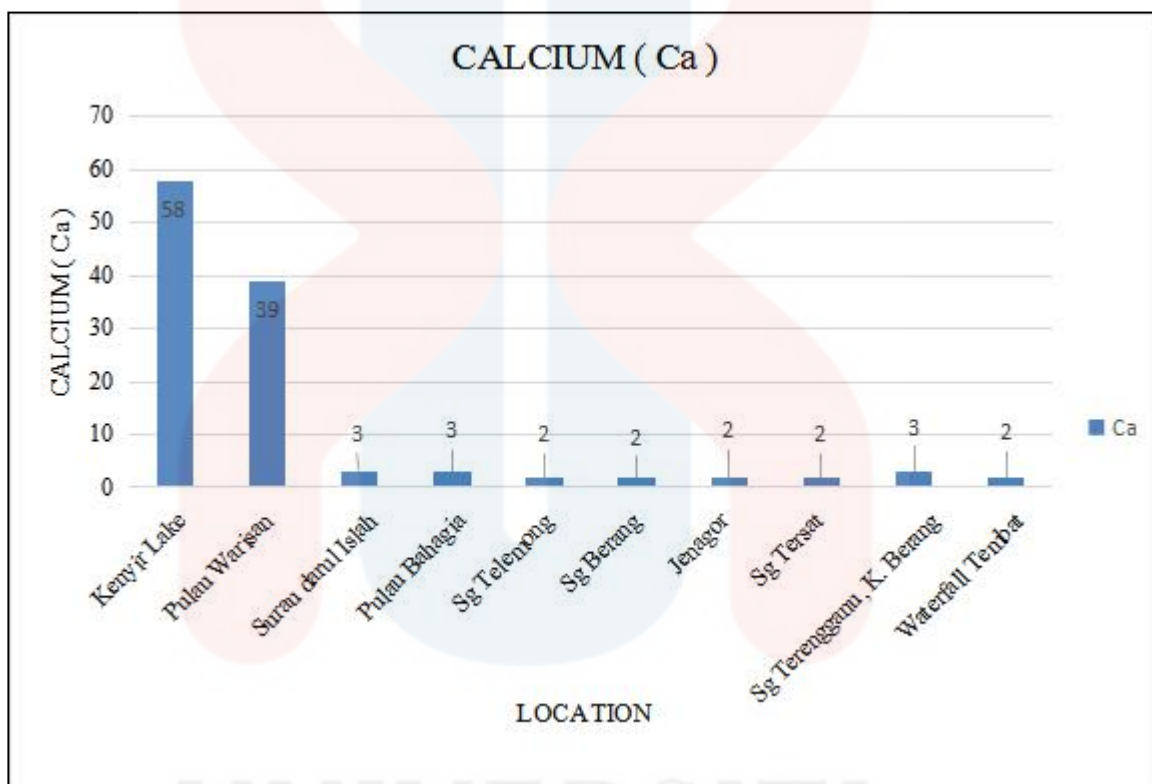 CALCIUM ( Ca )
CALCIUM ( Ca )
70
60
50
40
30
20
10
0
58
39
3
3
2
2
2
2
3
2
Ca
Kenyir Lake
Pulau Warisan
Surau darul Islah
Pulau Bahagia
Sg Telemong
Sg Berang
Jenagor
Sg Tersat
Sg Terengganu , K. Berang
Waterfall Tembat
LOCATION